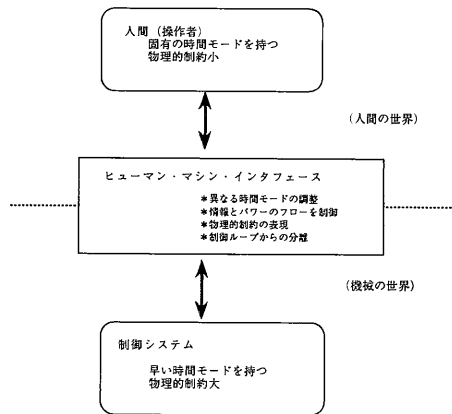 人間（操作者）
固有の時間モードを持つ
物理的制約小
（人間の世界）
ヒューマン・マシン・インタフェース
＊異なる時間モードの調整
＊情報とパワーのフローを制御
＊物理的制約の表現
＊制御ループからの分離
（機械の世界）
制御システム
早い時間モードを持つ
物理的制約大